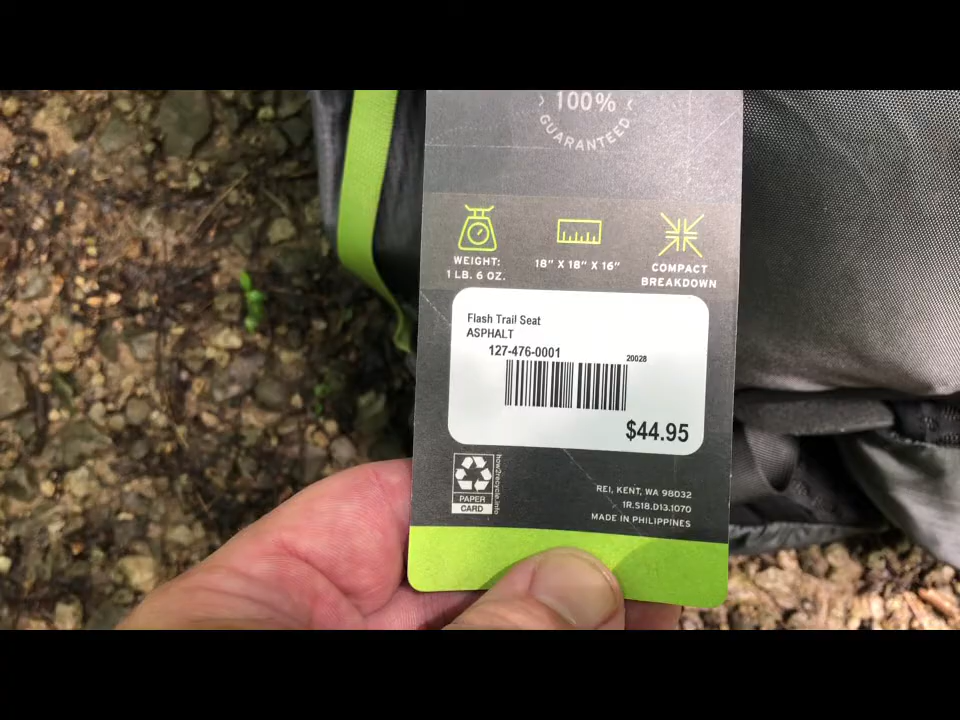 100%
GUARANTEED
WEIGHT:
1 LB. 6 OZ.
18" X 18" X 16"
COMPACT
BREAKDOWN
Flash Trail Seat
ASPHALT
127-476-0001
20028
$44.95
how2recycle.info
PAPER
CARD
REI, KENT, WA 98032
1R.S18.D13.1070
MADE IN PHILIPPINES